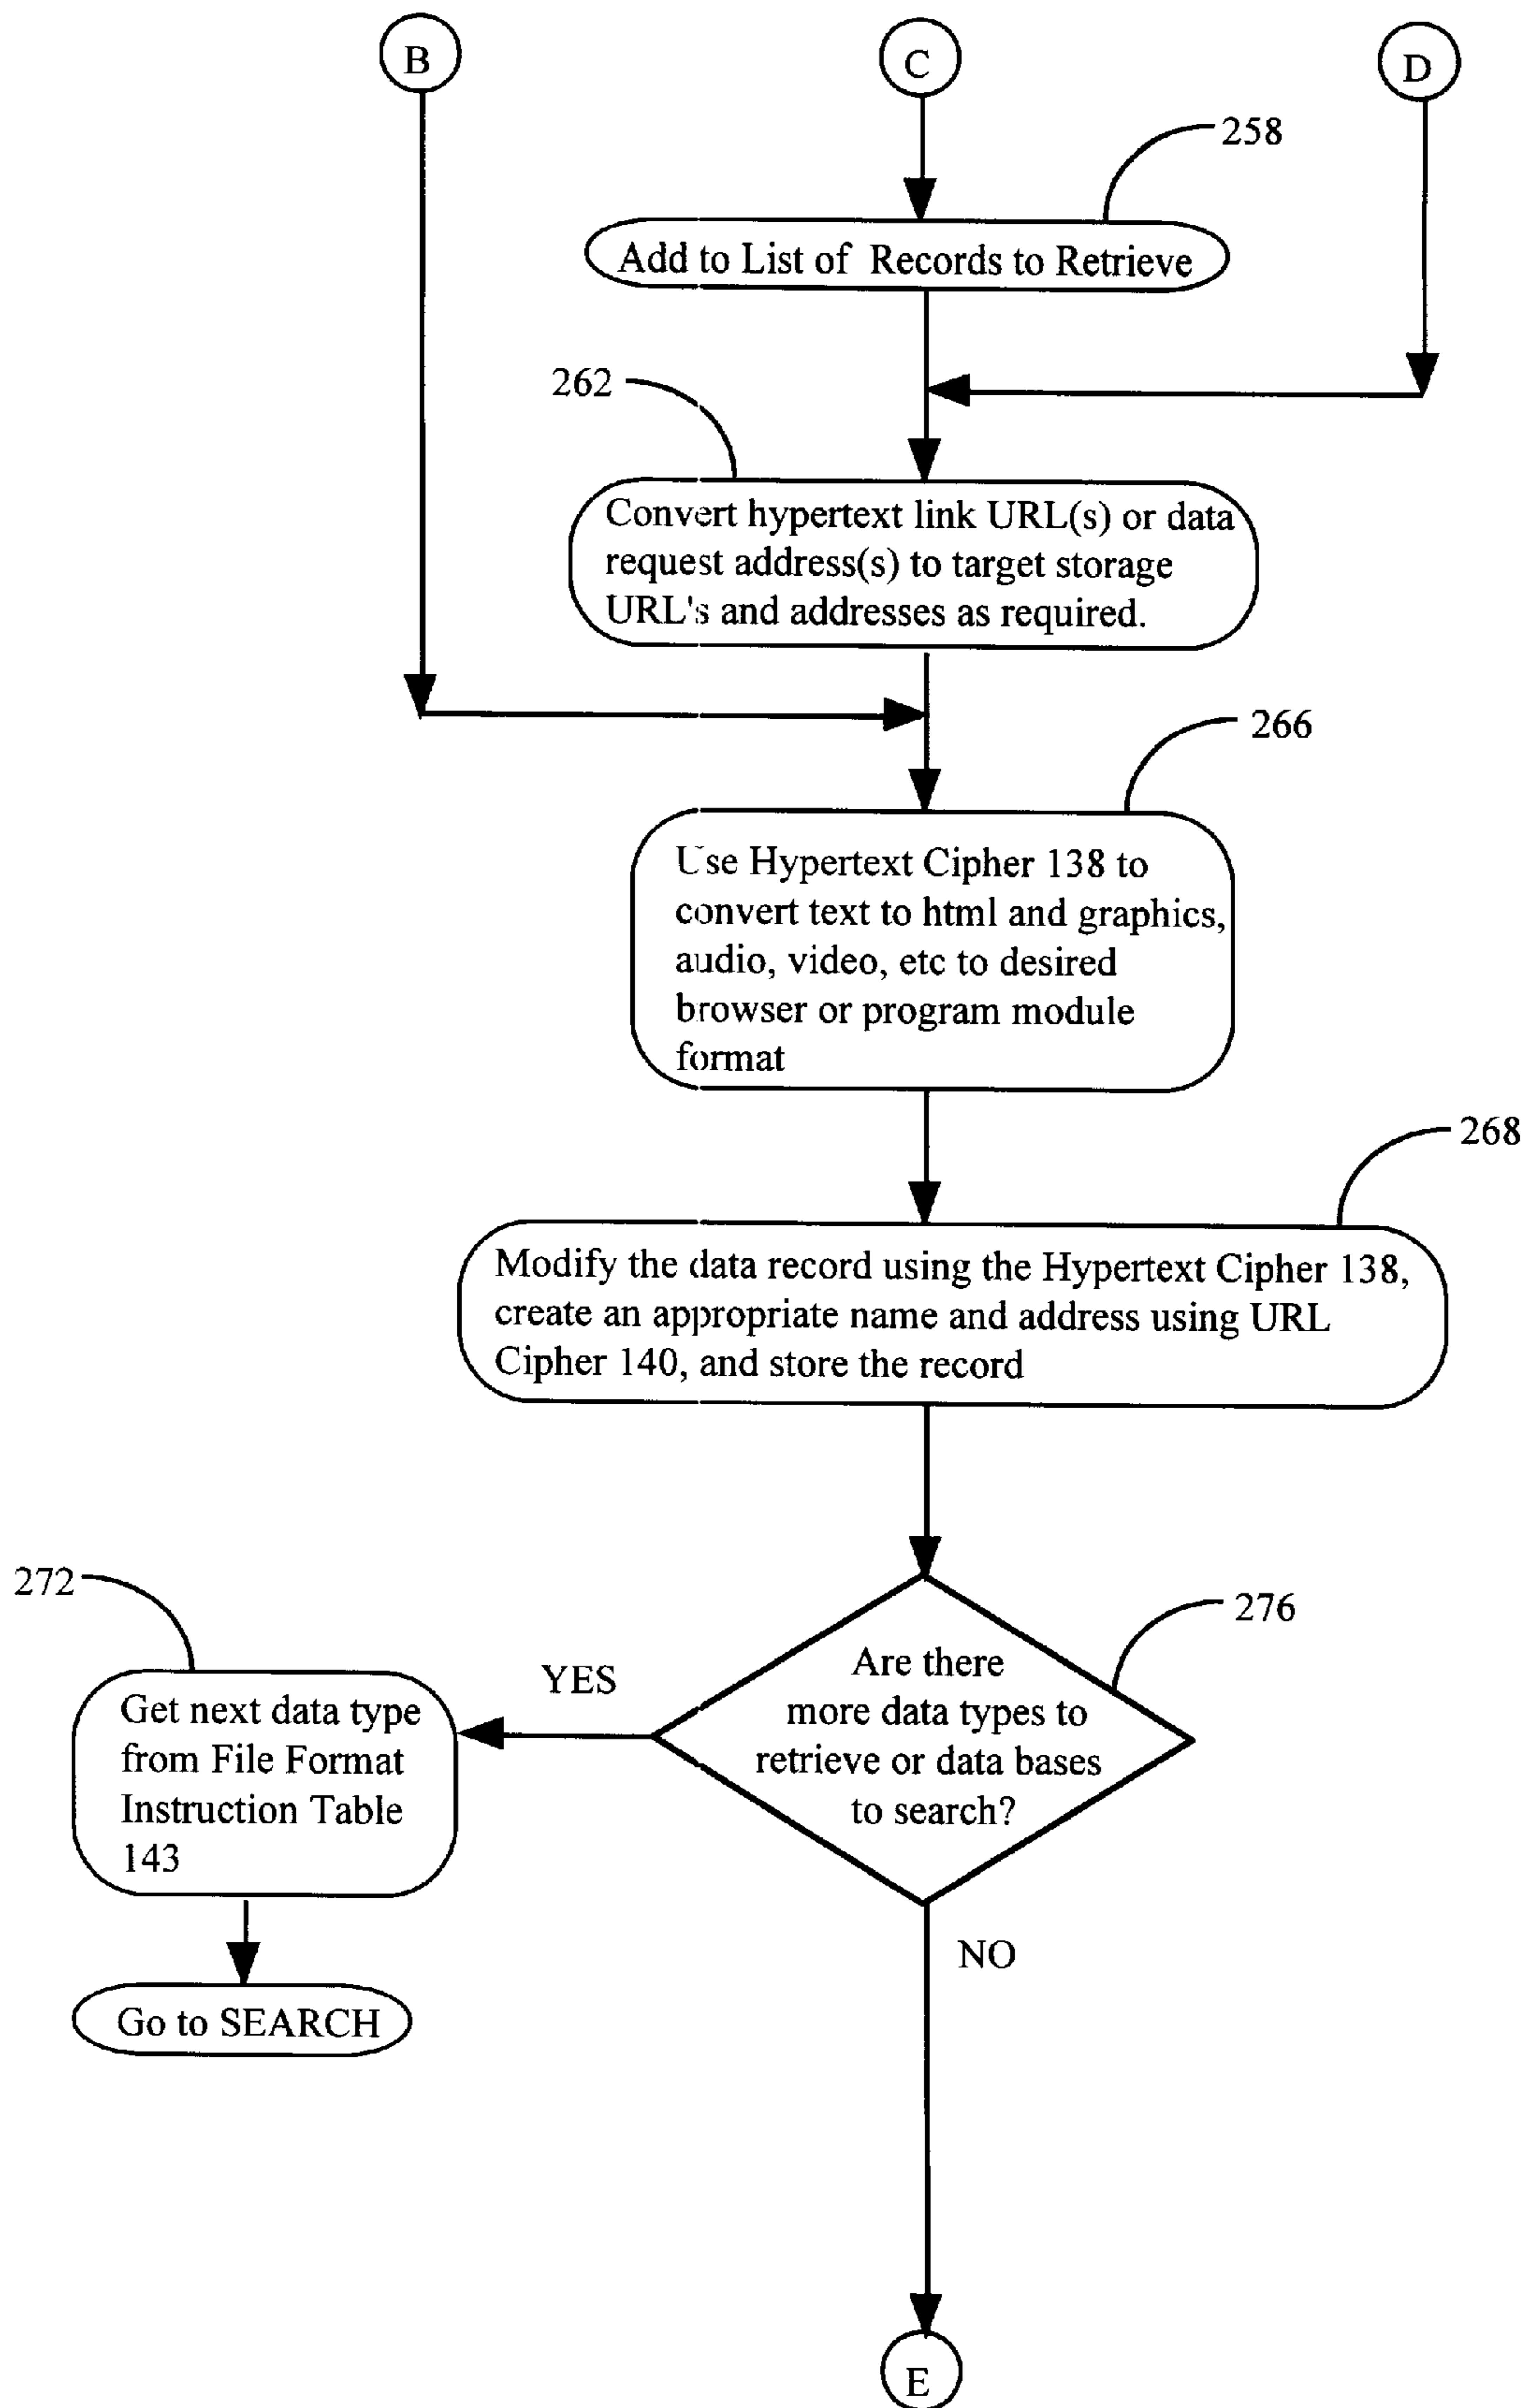 B
C
D
258
Add to List of Records to Retrieve
262
Convert hypertext link URL(s) or data
request address(s) to target storage
URL's and addresses as required.
266
Use Hypertext Cipher 138 to
convert text to html and graphics,
audio, video, etc to desired
browser or program module
format
268
Modify the data record using the Hypertext Cipher 138,
create an appropriate name and address using URL
Cipher 140, and store the record
272
276
Are there
more data types to
retrieve or data bases
to search?
YES
Get next data type
from File Format
Instruction Table
143
NO
Go to SEARCH
E